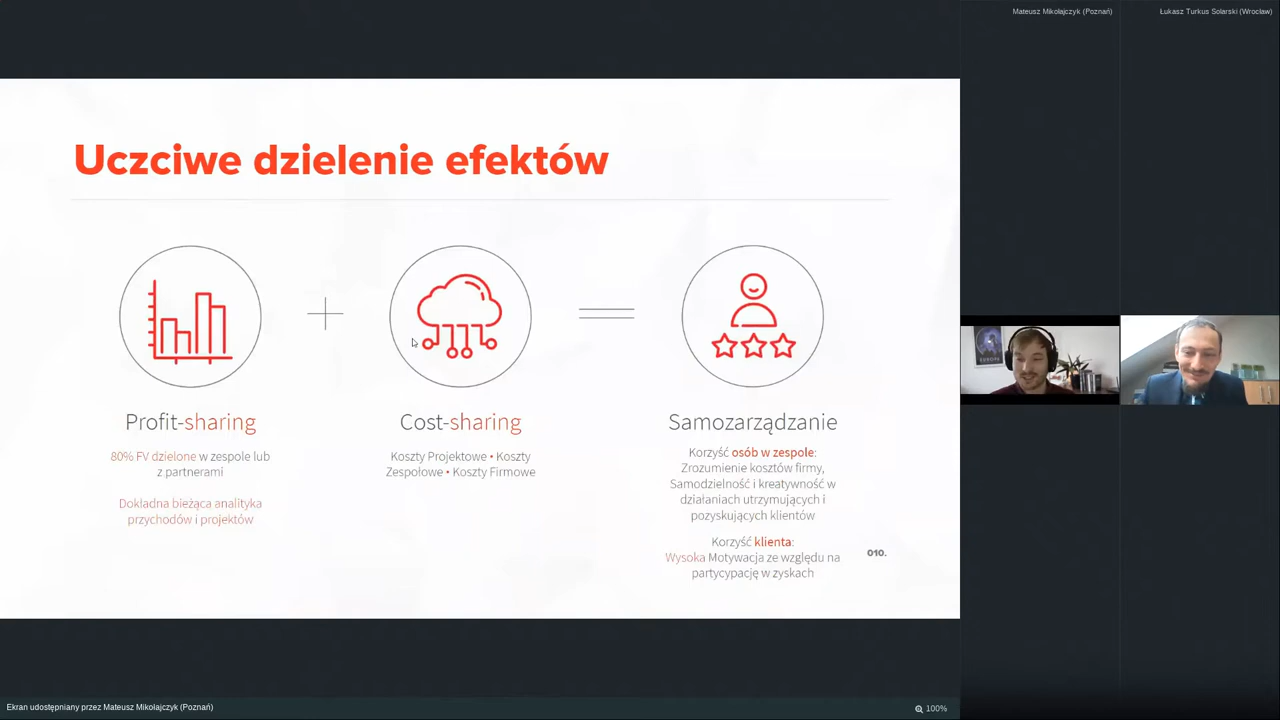 Mateusz Mikołajczyk (Poznań)
Łukasz Turkus Solarski (Wrocław)
Uczciwe dzielenie efektów
Profit-sharing
80% FV dzielone w zespole lub
z partnerami
Dokładna bieżąca analityka
przychodów i projektów
Cost-sharing
Koszty Projektowe • Koszty
Zespołowe • Koszty Firmowe
Samozarządzanie
Korzyść osób w zespole:
Zrozumienie kosztów firmy,
Samodzielność i kreatywność w
działaniach utrzymujących i
pozyskujących klientów
Korzyść klienta:
Wysoka Motywacja ze względu na
partycypację w zyskach
010.
EUROPA
Ekran udostępniany przez Mateusz Mikołajczyk (Poznań)
100%